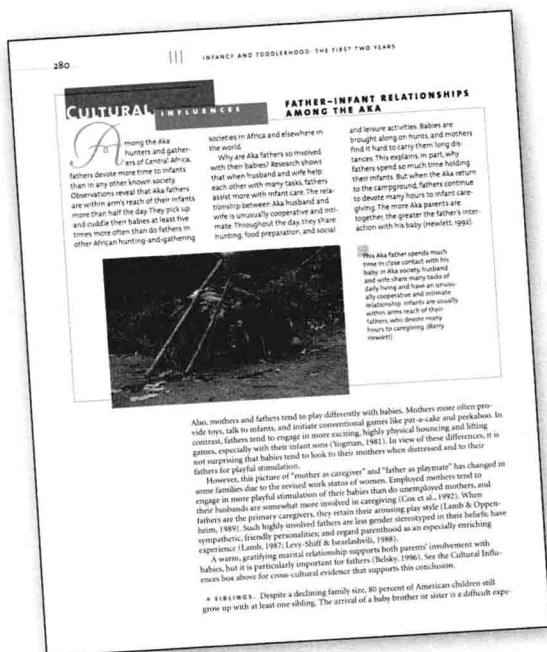 280
INFANCY AND TODDLERHOOD: THE FIRST TWO YEARS
CULTURAL INFLUENCES
FATHER–INFANT RELATIONSHIPS
AMONG THE AKA
Among the Aka
hunters and gather-
ers of Central Africa,
fathers devote more time to infants
than in any other known society.
Observations reveal that Aka fathers
are within arm's reach of their infants
more than half the day. They pick up
and cuddle their babies at least five
times more often than do fathers in
other African hunting-and-gathering
societies in Africa and elsewhere in
the world.
Why are Aka fathers so involved
with their babies? Research shows
that when husband and wife help
each other with many tasks, fathers
assist more with infant care. The rela-
tionship between Aka husband and
wife is unusually cooperative and inti-
mate. Throughout the day, they share
hunting, food preparation, and social
and leisure activities. Babies are
brought along on hunts, and mothers
find it hard to carry them long dis-
tances. This explains, in part, why
fathers spend so much time holding
their infants. But when the Aka return
to the campground, fathers continue
to devote many hours to infant care-
giving. The more Aka parents are
together, the greater the father's inter-
action with his baby (Hewlett, 1992).
This Aka father spends much
time in close contact with his
baby. In Aka society, husband
and wife share many tasks of
daily living and have an unusu-
ally cooperative and intimate
relationship. Infants are usually
within arms reach of their
fathers, who devote many
hours to caregiving. (Barry
Hewlett)
Also, mothers and fathers tend to play differently with babies. Mothers more often pro-
vide toys, talk to infants, and initiate conventional games like pat-a-cake and peekaboo. In
contrast, fathers tend to engage in more exciting, highly physical bouncing and lifting
games, especially with their infant sons (Yogman, 1981). In view of these differences, it is
not surprising that babies tend to look to their mothers when distressed and to their
fathers for playful stimulation.
However, this picture of "mother as caregiver" and "father as playmate" has changed in
some families due to the revised work status of women. Employed mothers tend to
engage in more playful stimulation of their babies than do unemployed mothers, and
their husbands are somewhat more involved in caregiving (Cox et al., 1992). When
fathers are the primary caregivers, they retain their arousing play style (Lamb & Oppen-
heim, 1989). Such highly involved fathers are less gender stereotyped in their beliefs; have
sympathetic, friendly personalities; and regard parenthood as an especially enriching
experience (Lamb, 1987; Levy-Shiff & Israelashvili, 1988).
A warm, gratifying marital relationship supports both parents' involvement with
babies, but it is particularly important for fathers (Belsky, 1996). See the Cultural Influ-
ences box above for cross-cultural evidence that supports this conclusion.
SIBLINGS. Despite a declining family size, 80 percent of American children still
grow up with at least one sibling. The arrival of a baby brother or sister is a difficult expe-